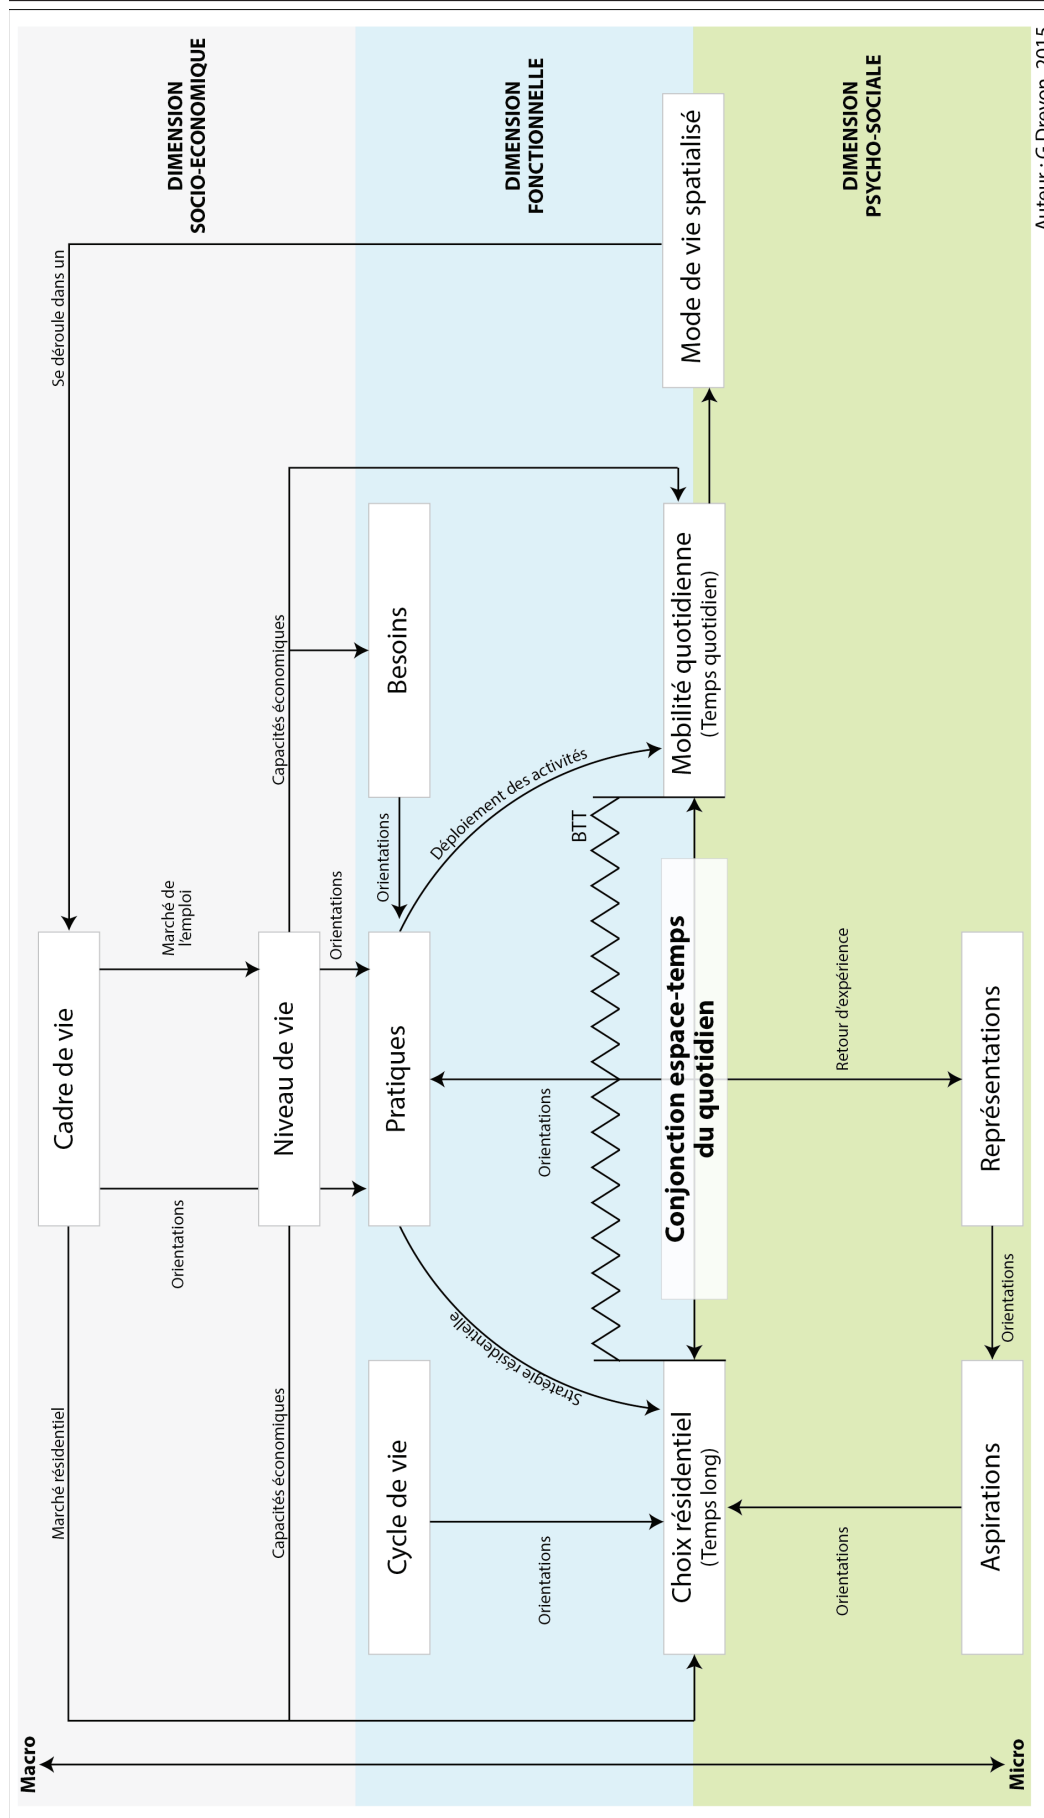 Macro
DIMENSION
SOCIO-ECONOMIQUE
Se déroule dans un
Marché résidentiel
Cadre de vie
Orientations
Marché de
l'emploi
Capacités économiques
Niveau de vie
Capacités économiques
Orientations
DIMENSION
FONCTIONNELLE
Cycle de vie
Pratiques
Orientations
Besoins
Stratégie résidentielle
Déploiement des activités
Orientations
Orientations
BTT
Choix résidentiel
(Temps long)
Conjonction espace-temps
du quotidien
Mobilité quotidienne
(Temps quotidien)
Mode de vie spatialisé
DIMENSION
PSYCHO-SOCIALE
Orientations
Retour d'expérience
Aspirations
Orientations
Représentations
Micro
Auteur : G Drevon, 2015